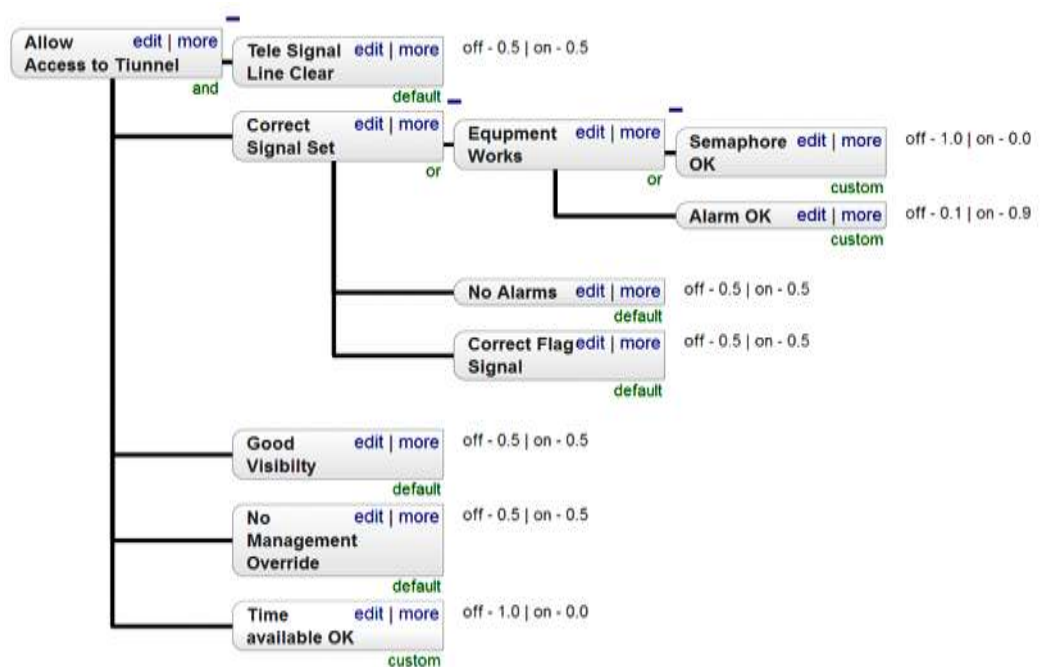 Allow edit | more
Access to Tiunnel
and
Tele Signal edit | more off - 0.5 | on - 0.5
Line Clear
default
Correct edit | more
Signal Set
or
Equpment edit | more
Works
or
Semaphore edit | more off - 1.0 | on - 0.0
OK
custom
Alarm OK edit | more off - 0.1 | on - 0.9
custom
No Alarms edit | more off - 0.5 | on - 0.5
default
Correct Flag edit | more off - 0.5 | on - 0.5
Signal
default
Good edit | more off - 0.5 | on - 0.5
Visibilty
default
No edit | more off - 0.5 | on - 0.5
Management
Override
default
Time edit | more off - 1.0 | on - 0.0
available OK
custom